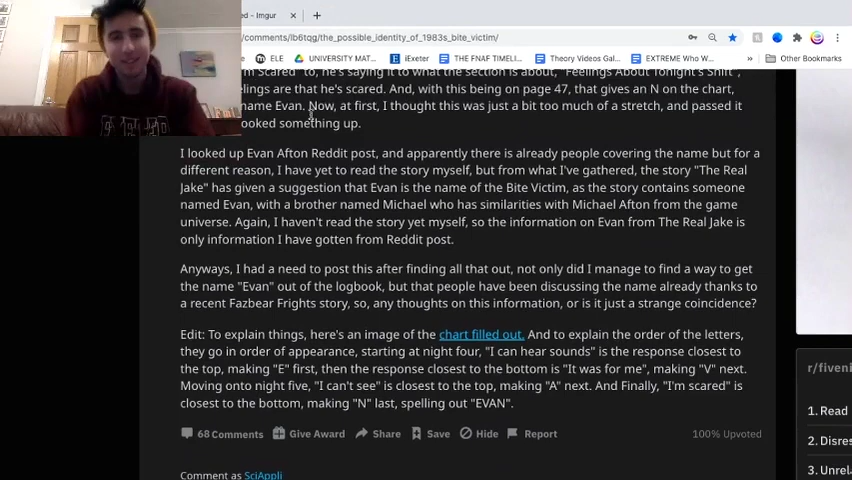 ed - Imgur
comments/lb6tqg/the_possible_identity_of_1983s_bite_victim/
ELE
UNIVERSITY MAT...
iExeter
THE FNAF TIMELI...
Theory Videos Gal...
EXTREME Who W...
»
Other Bookmarks
m Scared" to, he's saying it to what the section is about, "Feelings About Tonight's Shift",
elings are that he's scared. And, with this being on page 47, that gives an N on the chart,
name Evan. Now, at first, I thought this was just a bit too much of a stretch, and passed it
ooked something up.
I looked up Evan Afton Reddit post, and apparently there is already people covering the name but for a
different reason, I have yet to read the story myself, but from what I've gathered, the story "The Real
Jake" has given a suggestion that Evan is the name of the Bite Victim, as the story contains someone
named Evan, with a brother named Michael who has similarities with Michael Afton from the game
universe. Again, I haven't read the story yet myself, so the information on Evan from The Real Jake is
only information I have gotten from Reddit post.
Anyways, I had a need to post this after finding all that out, not only did I manage to find a way to get
the name "Evan" out of the logbook, but that people have been discussing the name already thanks to
a recent Fazbear Frights story, so, any thoughts on this information, or is it just a strange coincidence?
Edit: To explain things, here's an image of the chart filled out. And to explain the order of the letters,
they go in order of appearance, starting at night four, "I can hear sounds" is the response closest to
the top, making "E" first, then the response closest to the bottom is "It was for me", making "V" next.
Moving onto night five, "I can't see" is closest to the top, making "A" next. And Finally, "I'm scared" is
closest to the bottom, making "N" last, spelling out "EVAN".
68 Comments
Give Award
Share
Save
Hide
Report
100% Upvoted
Comment as SciAppli
r/fiveni
1. Read
2. Disres
3. Unrela